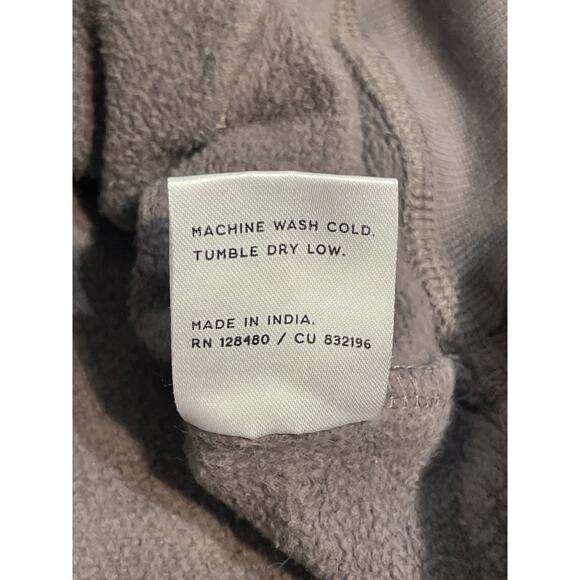 MACHINE WASH COLD.
TUMBLE DRY LOW.
MADE IN INDIA.
RN 128480 / CU 832196